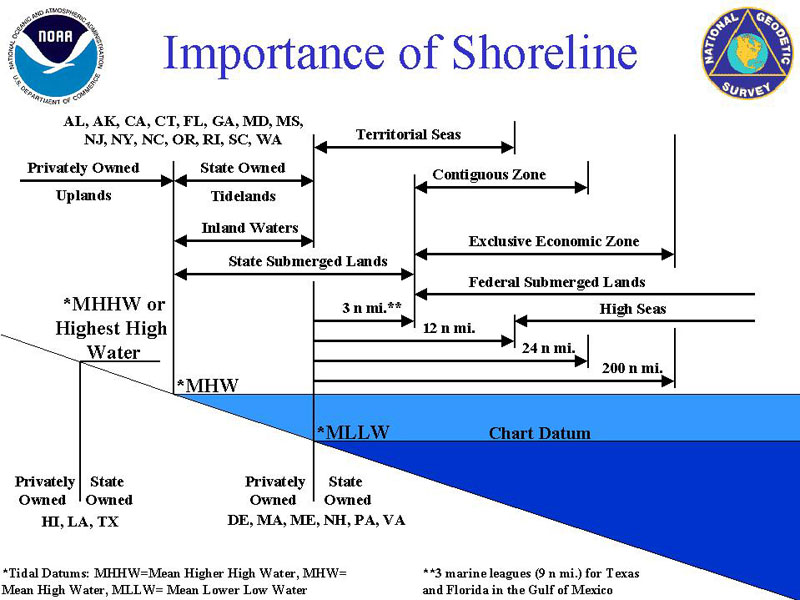 NATIONAL OCEANIC AND ATMOSPHERIC ADMINISTRATION
NOAA
U.S. DEPARTMENT OF COMMERCE
Importance of Shoreline
NATIONAL GEODETIC
SURVEY
AL, AK, CA, CT, FL, GA, MD, MS,
NJ, NY, NC, OR, RI, SC, WA
Territorial Seas
Privately Owned
State Owned
Contiguous Zone
Uplands
Tidelands
Inland Waters
Exclusive Economic Zone
State Submerged Lands
Federal Submerged Lands
*MHHW or
Highest High
Water
3 n mi.**
High Seas
12 n mi.
24 n mi.
200 n mi.
*MHW
*MLLW
Chart Datum
Privately
Owned
State
Owned
HI, LA, TX
Privately
Owned
State
Owned
DE, MA, ME, NH, PA, VA
*Tidal Datums: MHHW=Mean Higher High Water, MHW=
Mean High Water, MLLW= Mean Lower Low Water
**3 marine leagues (9 n mi.) for Texas
and Florida in the Gulf of Mexico